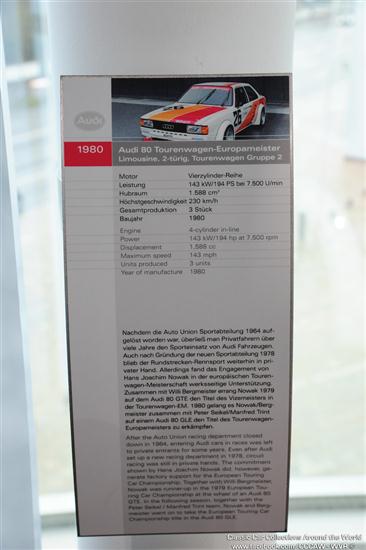 Audi
26
1980
Audi 80 Tourenwagen-Europameister
Limousine, 2-türig, Tourenwagen Gruppe 2
Motor Vierzylinder-Reihe
Leistung 143 kW/194 PS bei 7.500 U/min
Hubraum 1.588 cm³
Höchstgeschwindigkeit 230 km/h
Gesamtproduktion 3 Stück
Baujahr 1980
Engine 4-cylinder in-line
Power 143 kW/194 hp at 7,500 rpm
Displacement 1,588 cc
Maximum speed 143 mph
Units produced 3 units
Year of manufacture 1980
Nachdem die Auto Union Sportabteilung 1964 auf-
gelöst worden war, überließ man Privatfahrern über
viele Jahre den Sporteinsatz von Audi Fahrzeugen.
Auch nach Gründung der neuen Sportabteilung 1978
blieb der Rundstrecken-Rennsport weiterhin in pri-
vater Hand. Allerdings fand das Engagement von
Hans Joachim Nowak in der europäischen Touren-
wagen-Meisterschaft werksseitige Unterstützung.
Zusammen mit Willi Bergmeister errang Nowak 1979
auf dem Audi 80 GTE den Titel des Vizemeisters in
der Tourenwagen-EM. 1980 gelang es Nowak/Berg-
meister zusammen mit Peter Seikel/Manfred Trint
auf einem Audi 80 GLE den Titel des Tourenwagen-
Europameisters zu erkämpfen.
After the Auto Union racing department closed
down in 1964, entering Audi cars in races was left
to private entrants for some years. Even after Audi
set up a new racing department in 1978, circuit
racing was still in private hands. The commitment
shown by Hans Joachim Nowak did, however, ge-
nerate factory support for the European Touring
Car Championship. Together with Willi Bergmeister,
Nowak was runner-up in the 1979 European Tour-
ing Car Championship at the wheel of an Audi 80
GTE. In the following season, together with the
Peter Seikel / Manfred Trint team, Nowak and Berg-
meister went on to take the European Touring Car
Championship title in the Audi 80 GLE.
Classic Car Collections Around the World
www.facebook.com/CCCAW - WVR ©